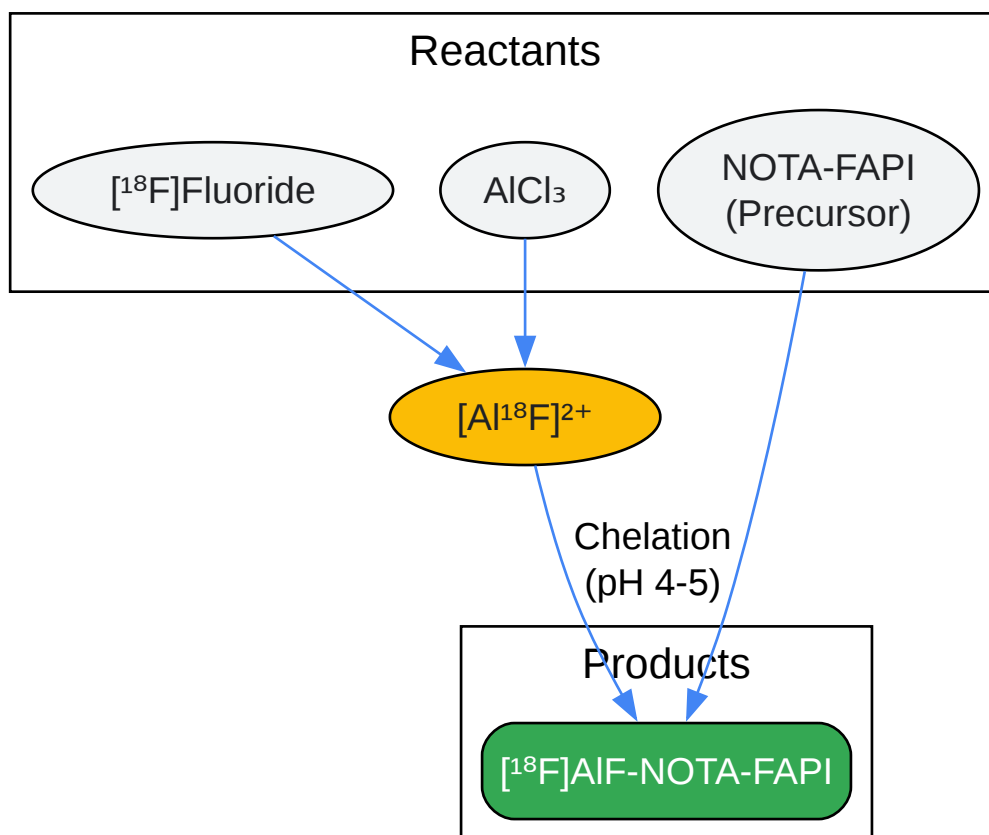 Reactants
[¹⁸F]Fluoride
AlCl₃
NOTA-FAPI
(Precursor)
[Al¹⁸F]²⁺
Chelation
(pH 4-5)
Products
[¹⁸F]AlF-NOTA-FAPI